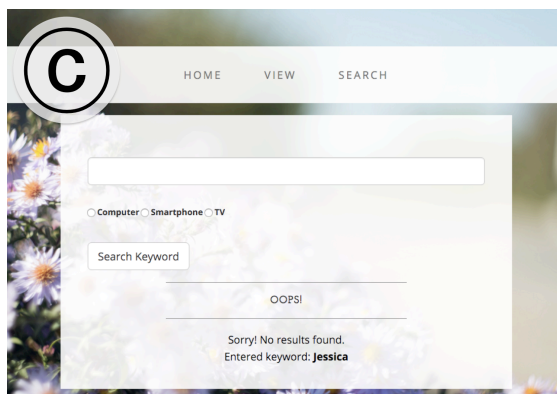 C
HOME VIEW SEARCH
Computer Smartphone TV
Search Keyword
OOPS!
Sorry! No results found.
Entered keyword: Jessica